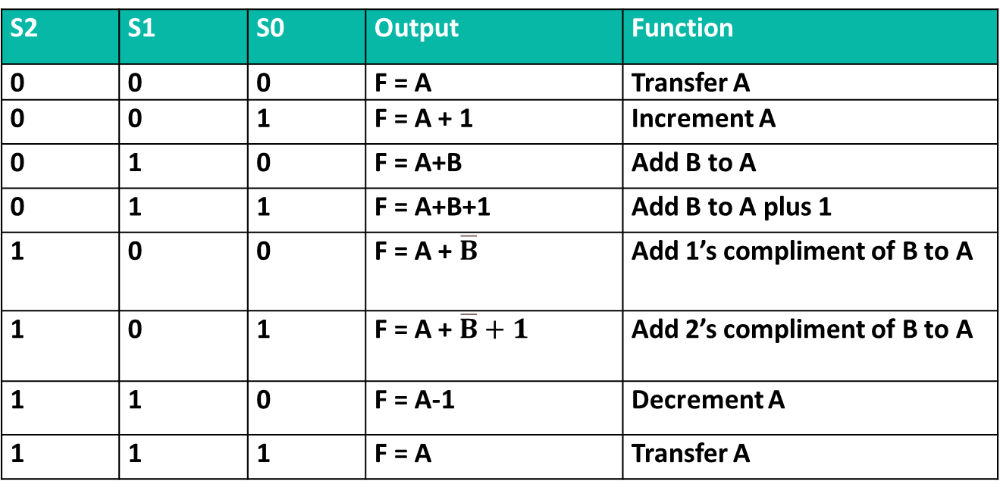 S2 S1 S0 Output Function
0 0 0 F = A Transfer A
0 0 1 F = A + 1 Increment A
0 1 0 F = A+B Add B to A
0 1 1 F = A+B+1 Add B to A plus 1
1 0 0 F = A + B̅ Add 1’s compliment of B to A
1 0 1 F = A + B̅ + 1 Add 2’s compliment of B to A
1 1 0 F = A-1 Decrement A
1 1 1 F = A Transfer A